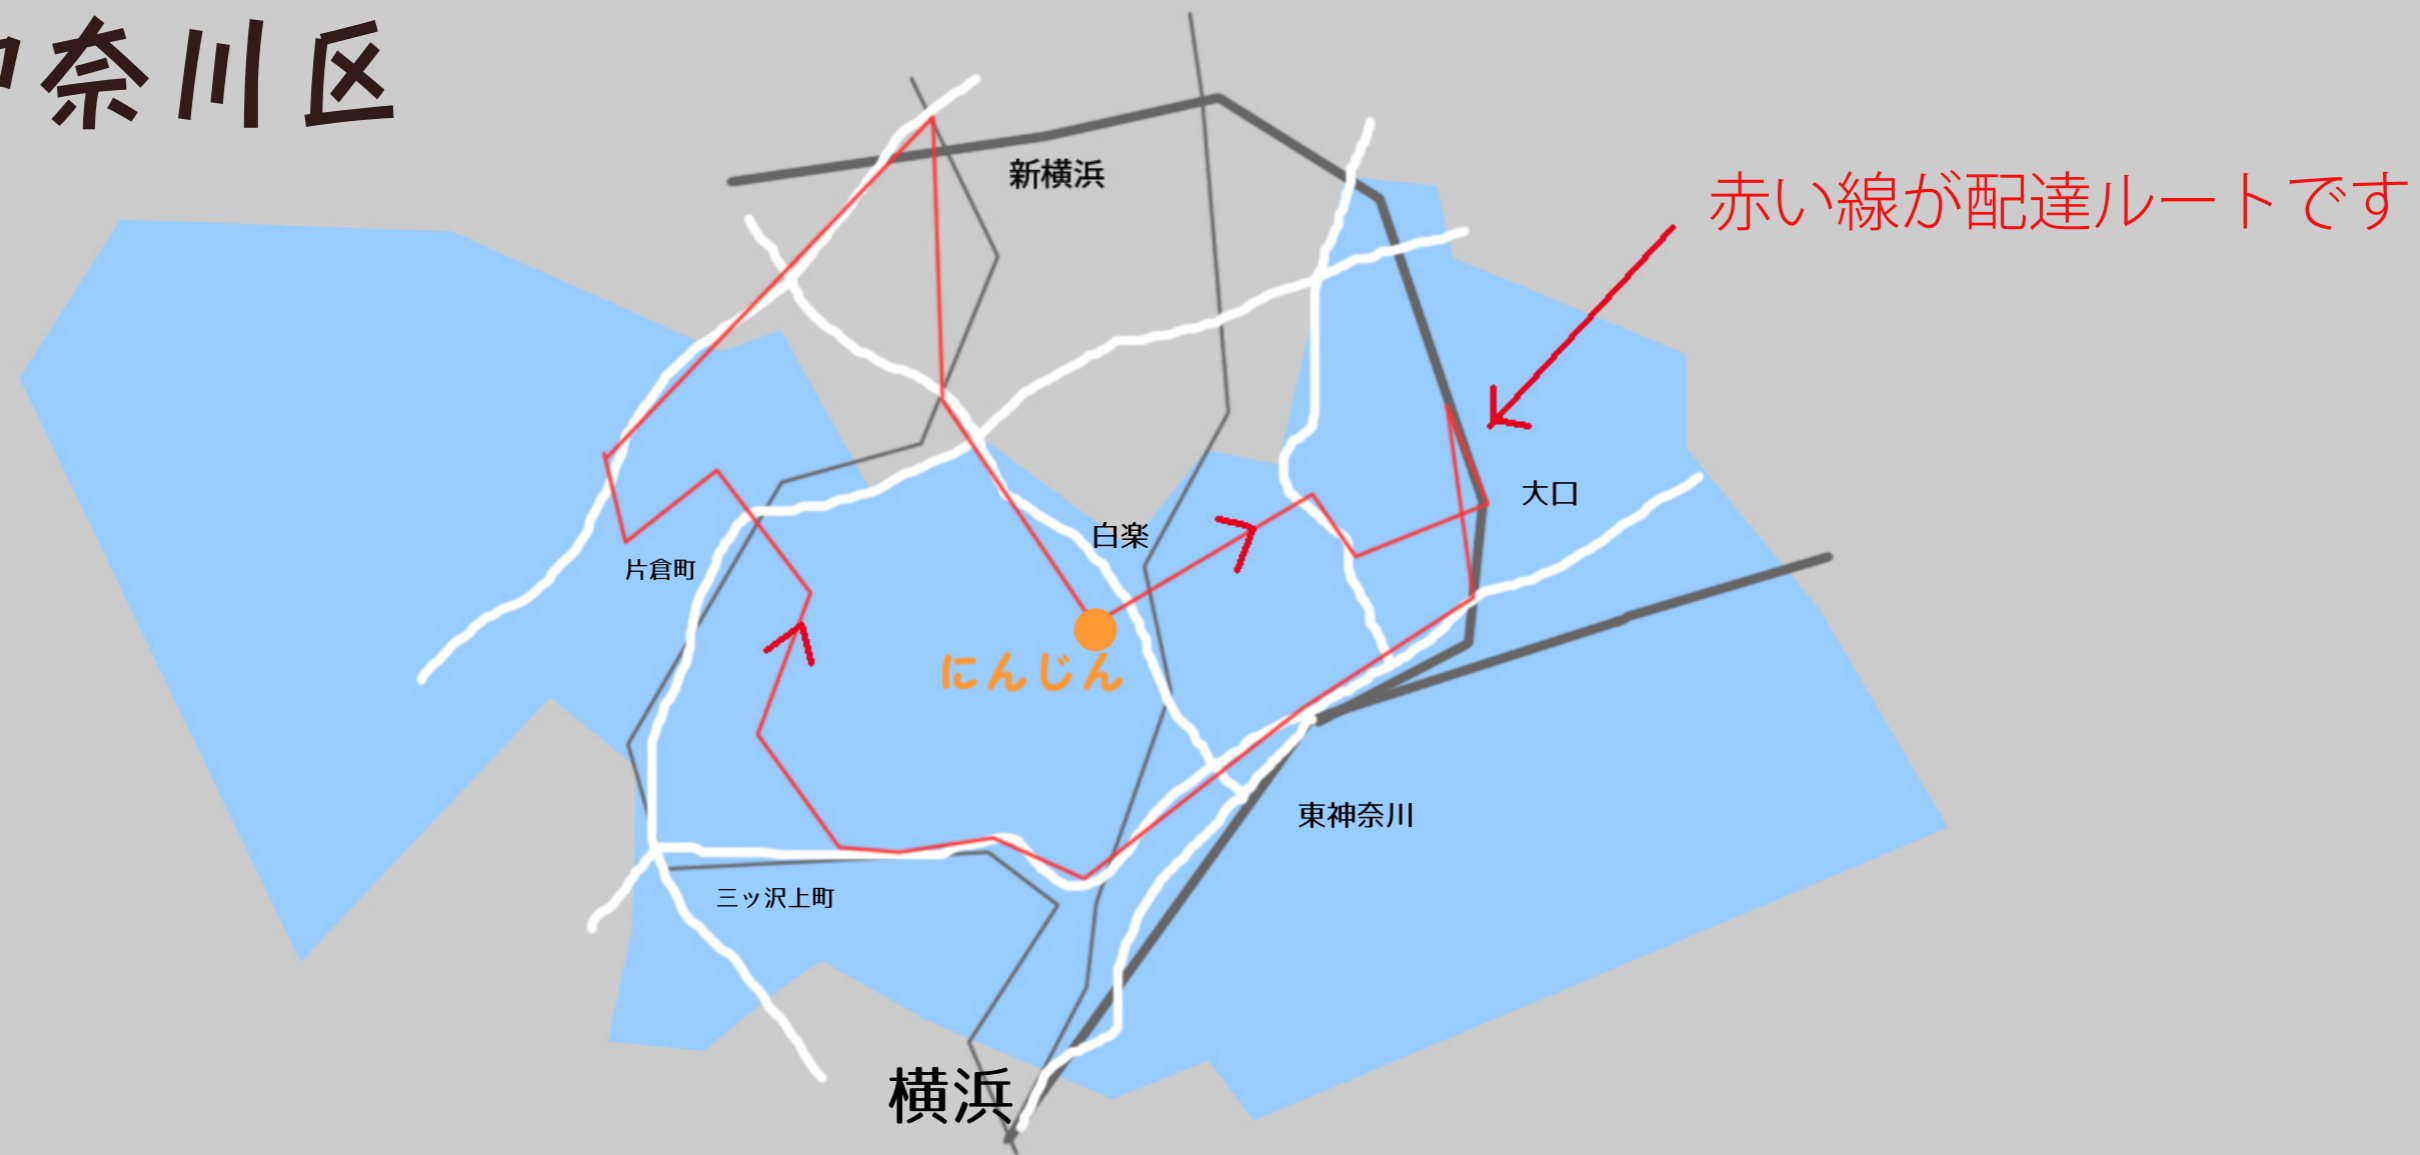 奈川区
新横浜
赤い線が配達ルートです
大口
白楽
片倉町
にんじん
東神奈川
三ッ沢上町
横浜